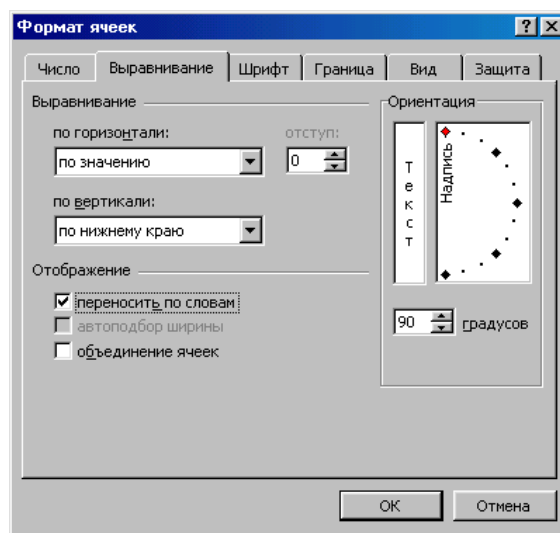 Формат ячеек
Число Выравнивание Шрифт Граница Вид Защита
Выравнивание
по горизонтали:
отступ:
по значению
0
по вертикали:
по нижнему краю
Отображение
переносить по словам
автоподбор ширины
объединение ячеек
Ориентация
Текст
Надпись
90 градусов
ОК Отмена